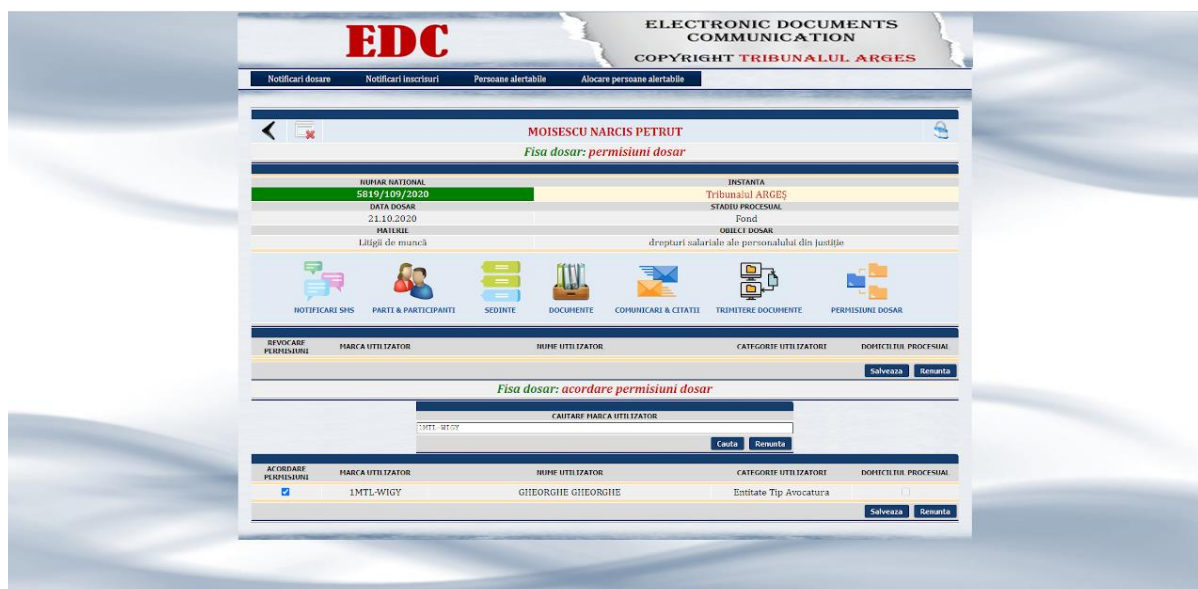 EDC
ELECTRONIC DOCUMENTS
COMMUNICATION
COPYRIGHT TRIBUNALUL ARGES
Notificari dosare Notificari inscrisuri Persoane alertabile Alocare persoane alertabile
MOISESCU NARCIS PETRUT
Fisa dosar: permisiuni dosar
NUMAR NATIONAL INSTANTA
5819/109/2020 Tribunalul ARGEȘ
DATA DOSAR STADIU PROCESUAL
21.10.2020 Fond
MATERIE OBIECT DOSAR
Litigii de muncă drepturi salariale ale personalului din justiție
NOTIFICARI SMS PARTI & PARTICIPANTI SEDINTE DOCUMENTE COMUNICARI & CITATII TRIMITERE DOCUMENTE PERMISIUNI DOSAR
REVOCARE PERMISIUNI MARCA UTILIZATOR NUME UTILIZATOR CATEGORIE UTILIZATORI DOMICILIUL PROCESUAL
Salveaza Renunta
Fisa dosar: acordare permisiuni dosar
CAUTARE MARCA UTILIZATOR
1MTL-WIGY
Cauta Renunta
ACORDARE PERMISIUNI MARCA UTILIZATOR NUME UTILIZATOR CATEGORIE UTILIZATORI DOMICILIUL PROCESUAL
1MTL-WIGY GHEORGHE GHEORGHE Entitate Tip Avocatura
Salveaza Renunta